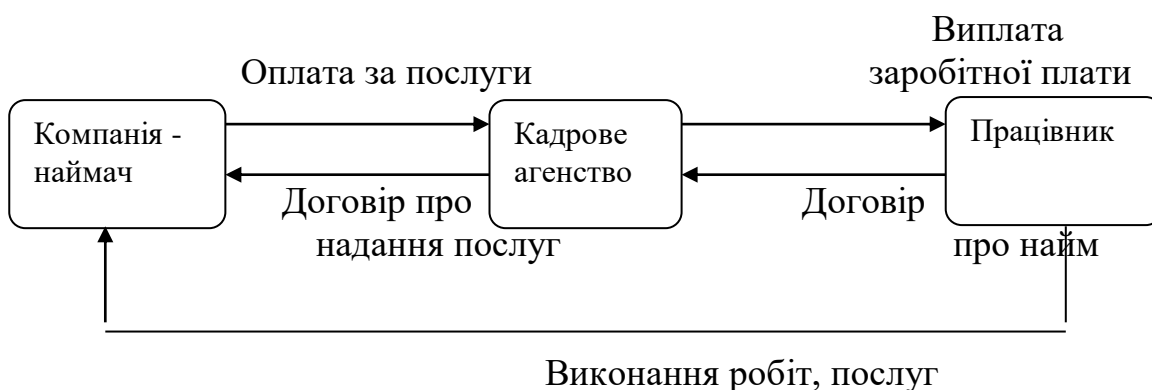 Виплата
заробітної плати
Оплата за послуги
Компанія -
наймач
Кадрове
агенство
Працівник
Договір про
надання послуг
Договір
про найм
Виконання робіт, послуг